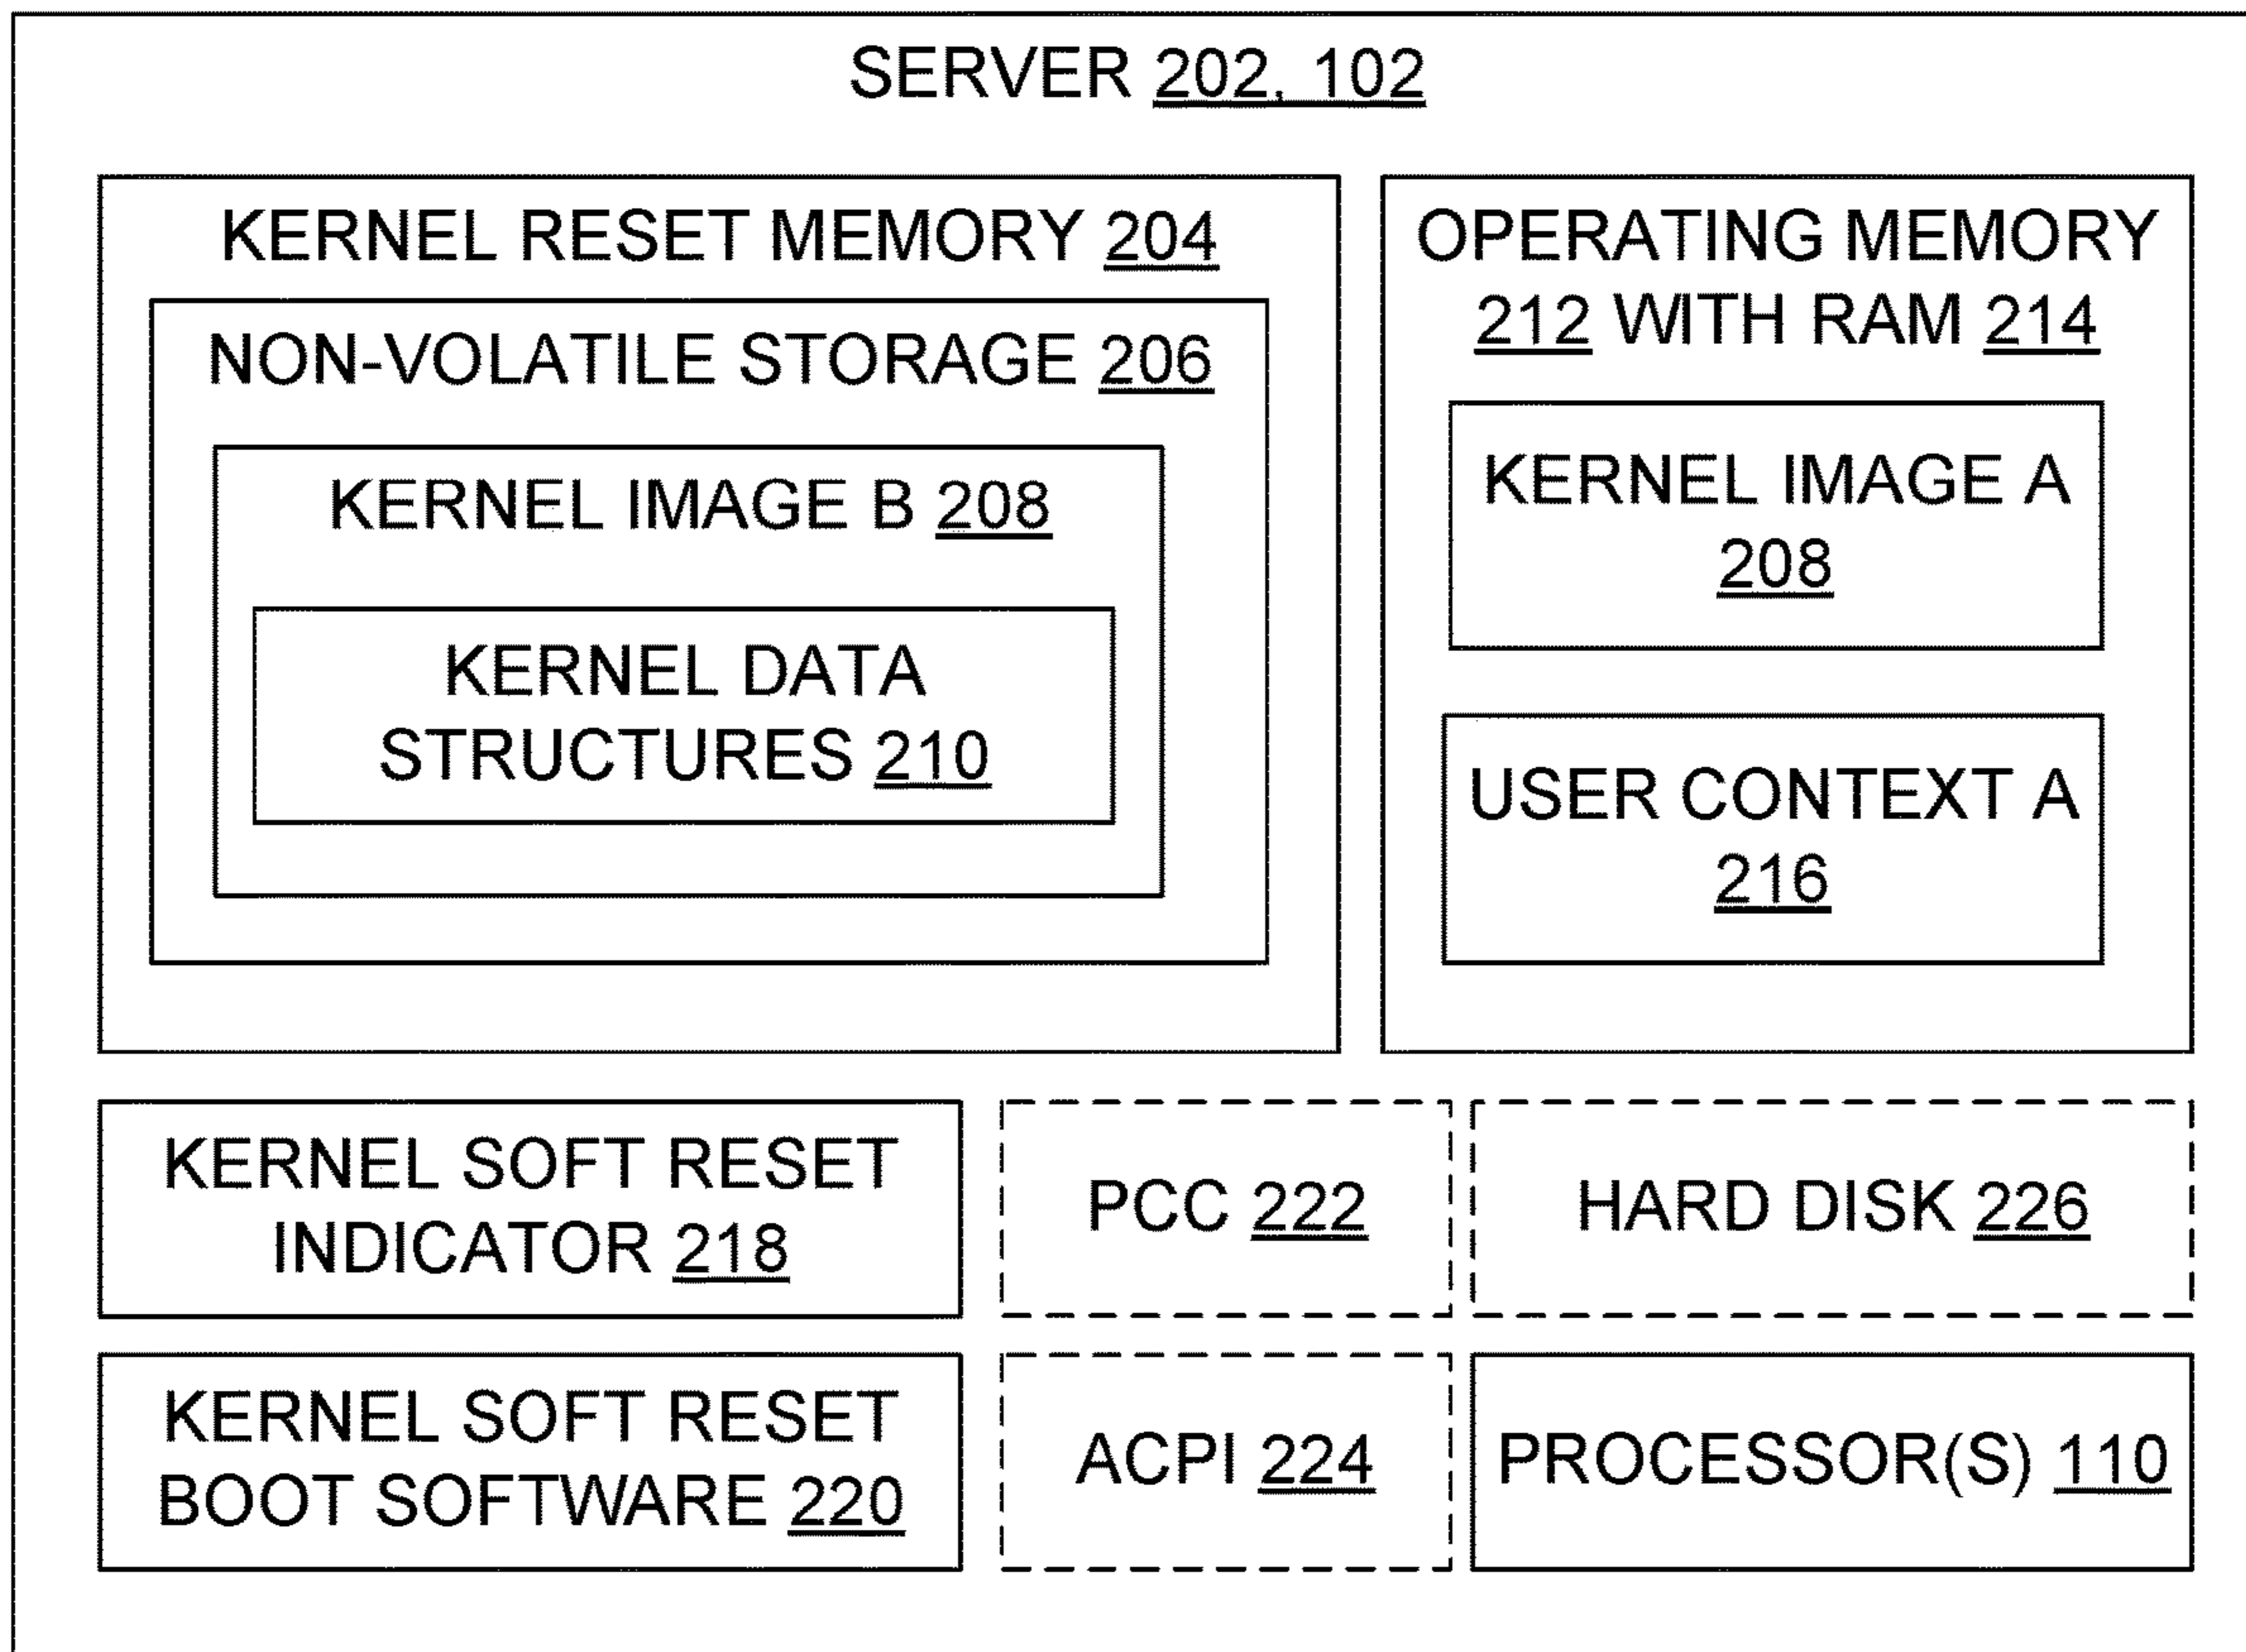 SERVER 202, 102
KERNEL RESET MEMORY 204
NON-VOLATILE STORAGE 206
KERNEL IMAGE B 208
KERNEL DATA
STRUCTURES 210
OPERATING MEMORY
212 WITH RAM 214
KERNEL IMAGE A
208
USER CONTEXT A
216
KERNEL SOFT RESET
INDICATOR 218
PCC 222
HARD DISK 226
KERNEL SOFT RESET
BOOT SOFTWARE 220
ACPI 224
PROCESSOR(S) 110